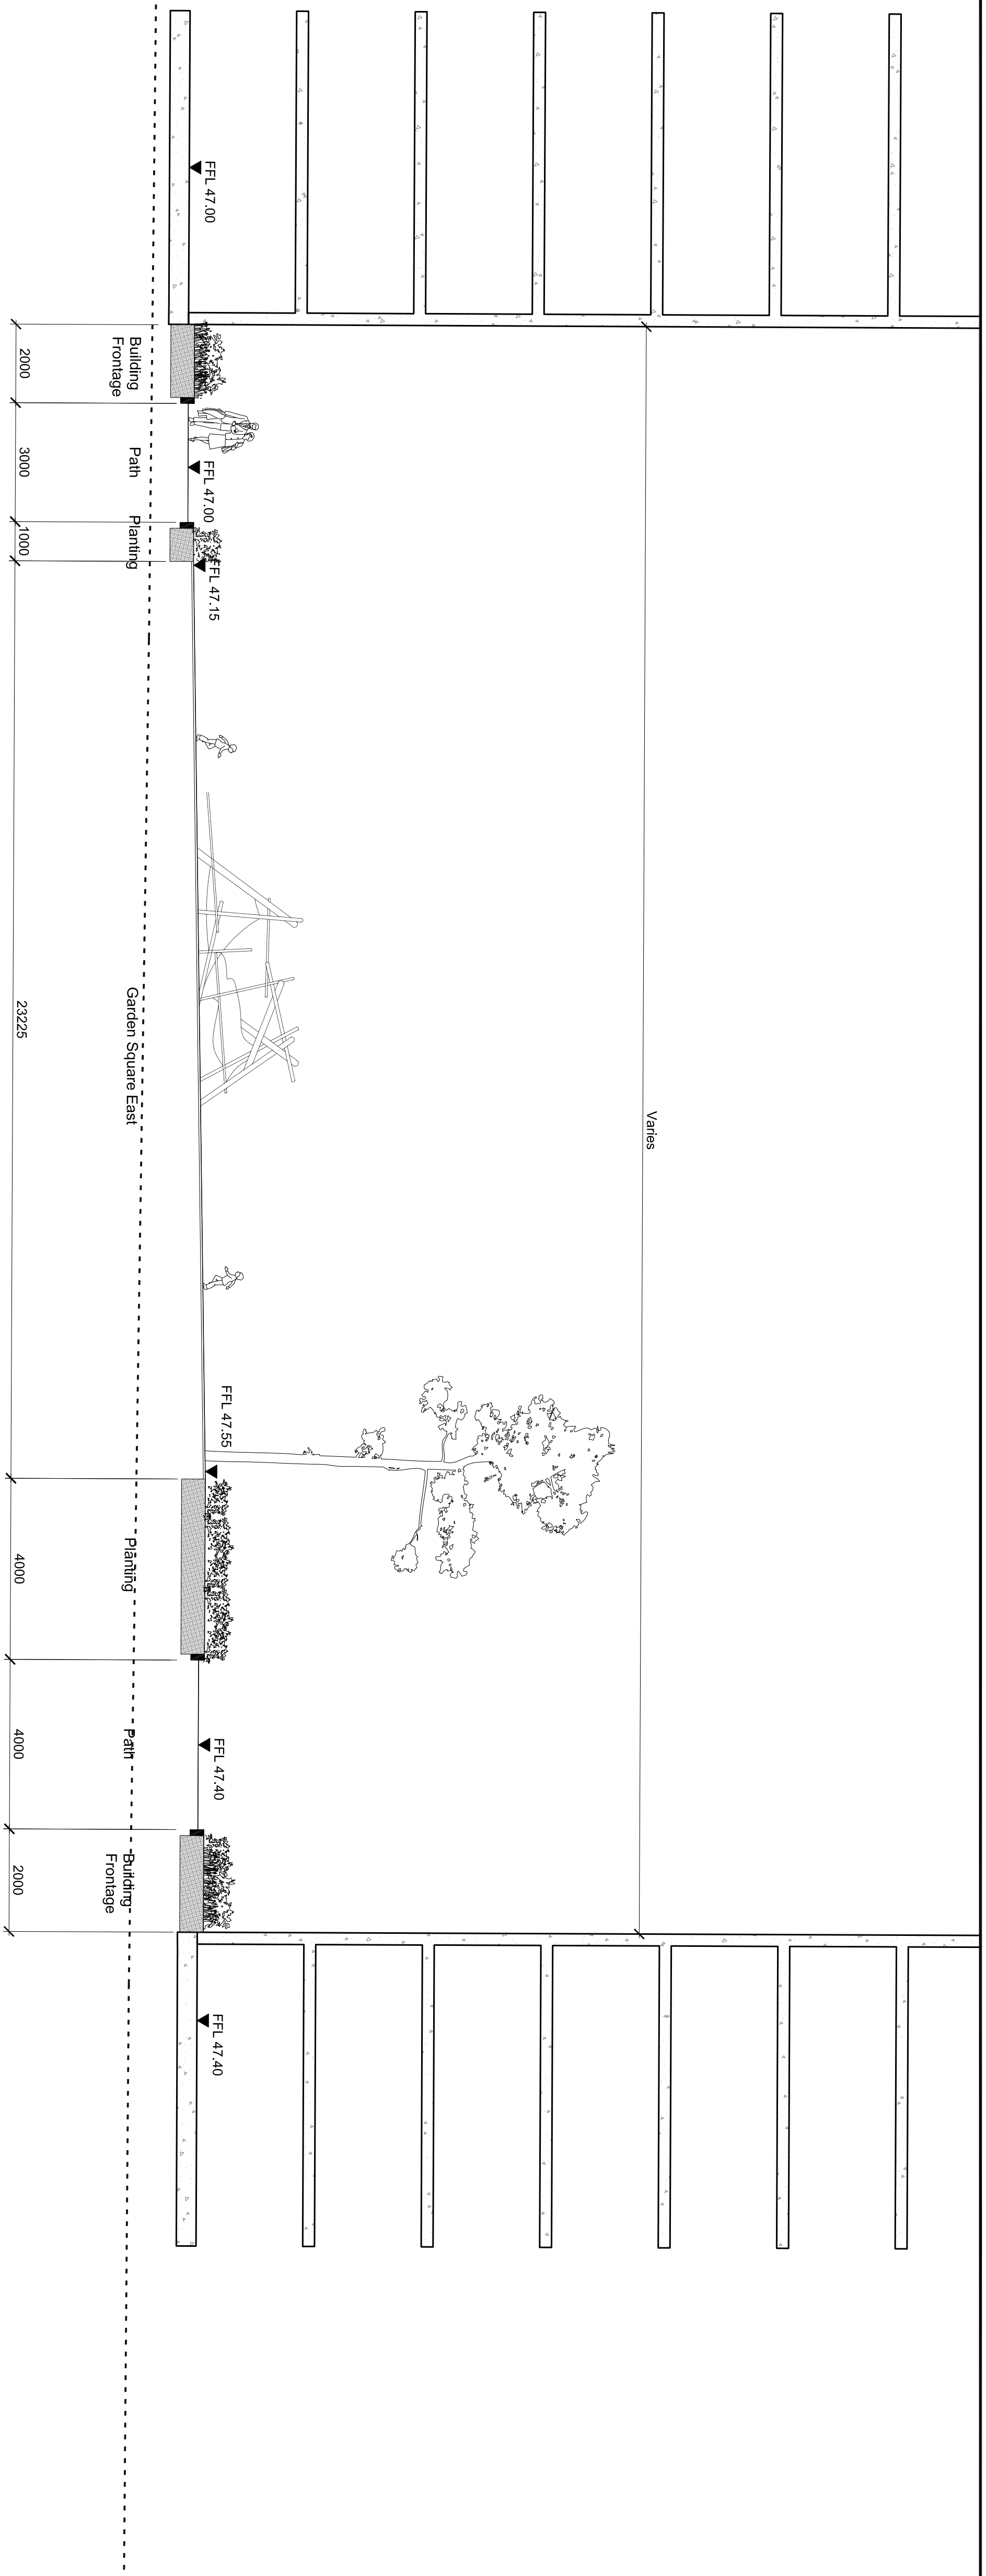 FFL 47.00
Varies
FFL 47.00
FFL 47.15
FFL 47.55
FFL 47.40
FFL 47.40
Building
Frontage
Path
Planting
Garden Square East
Planting
Path
Building
Frontage
2000
3000
1000
23225
4000
4000
2000